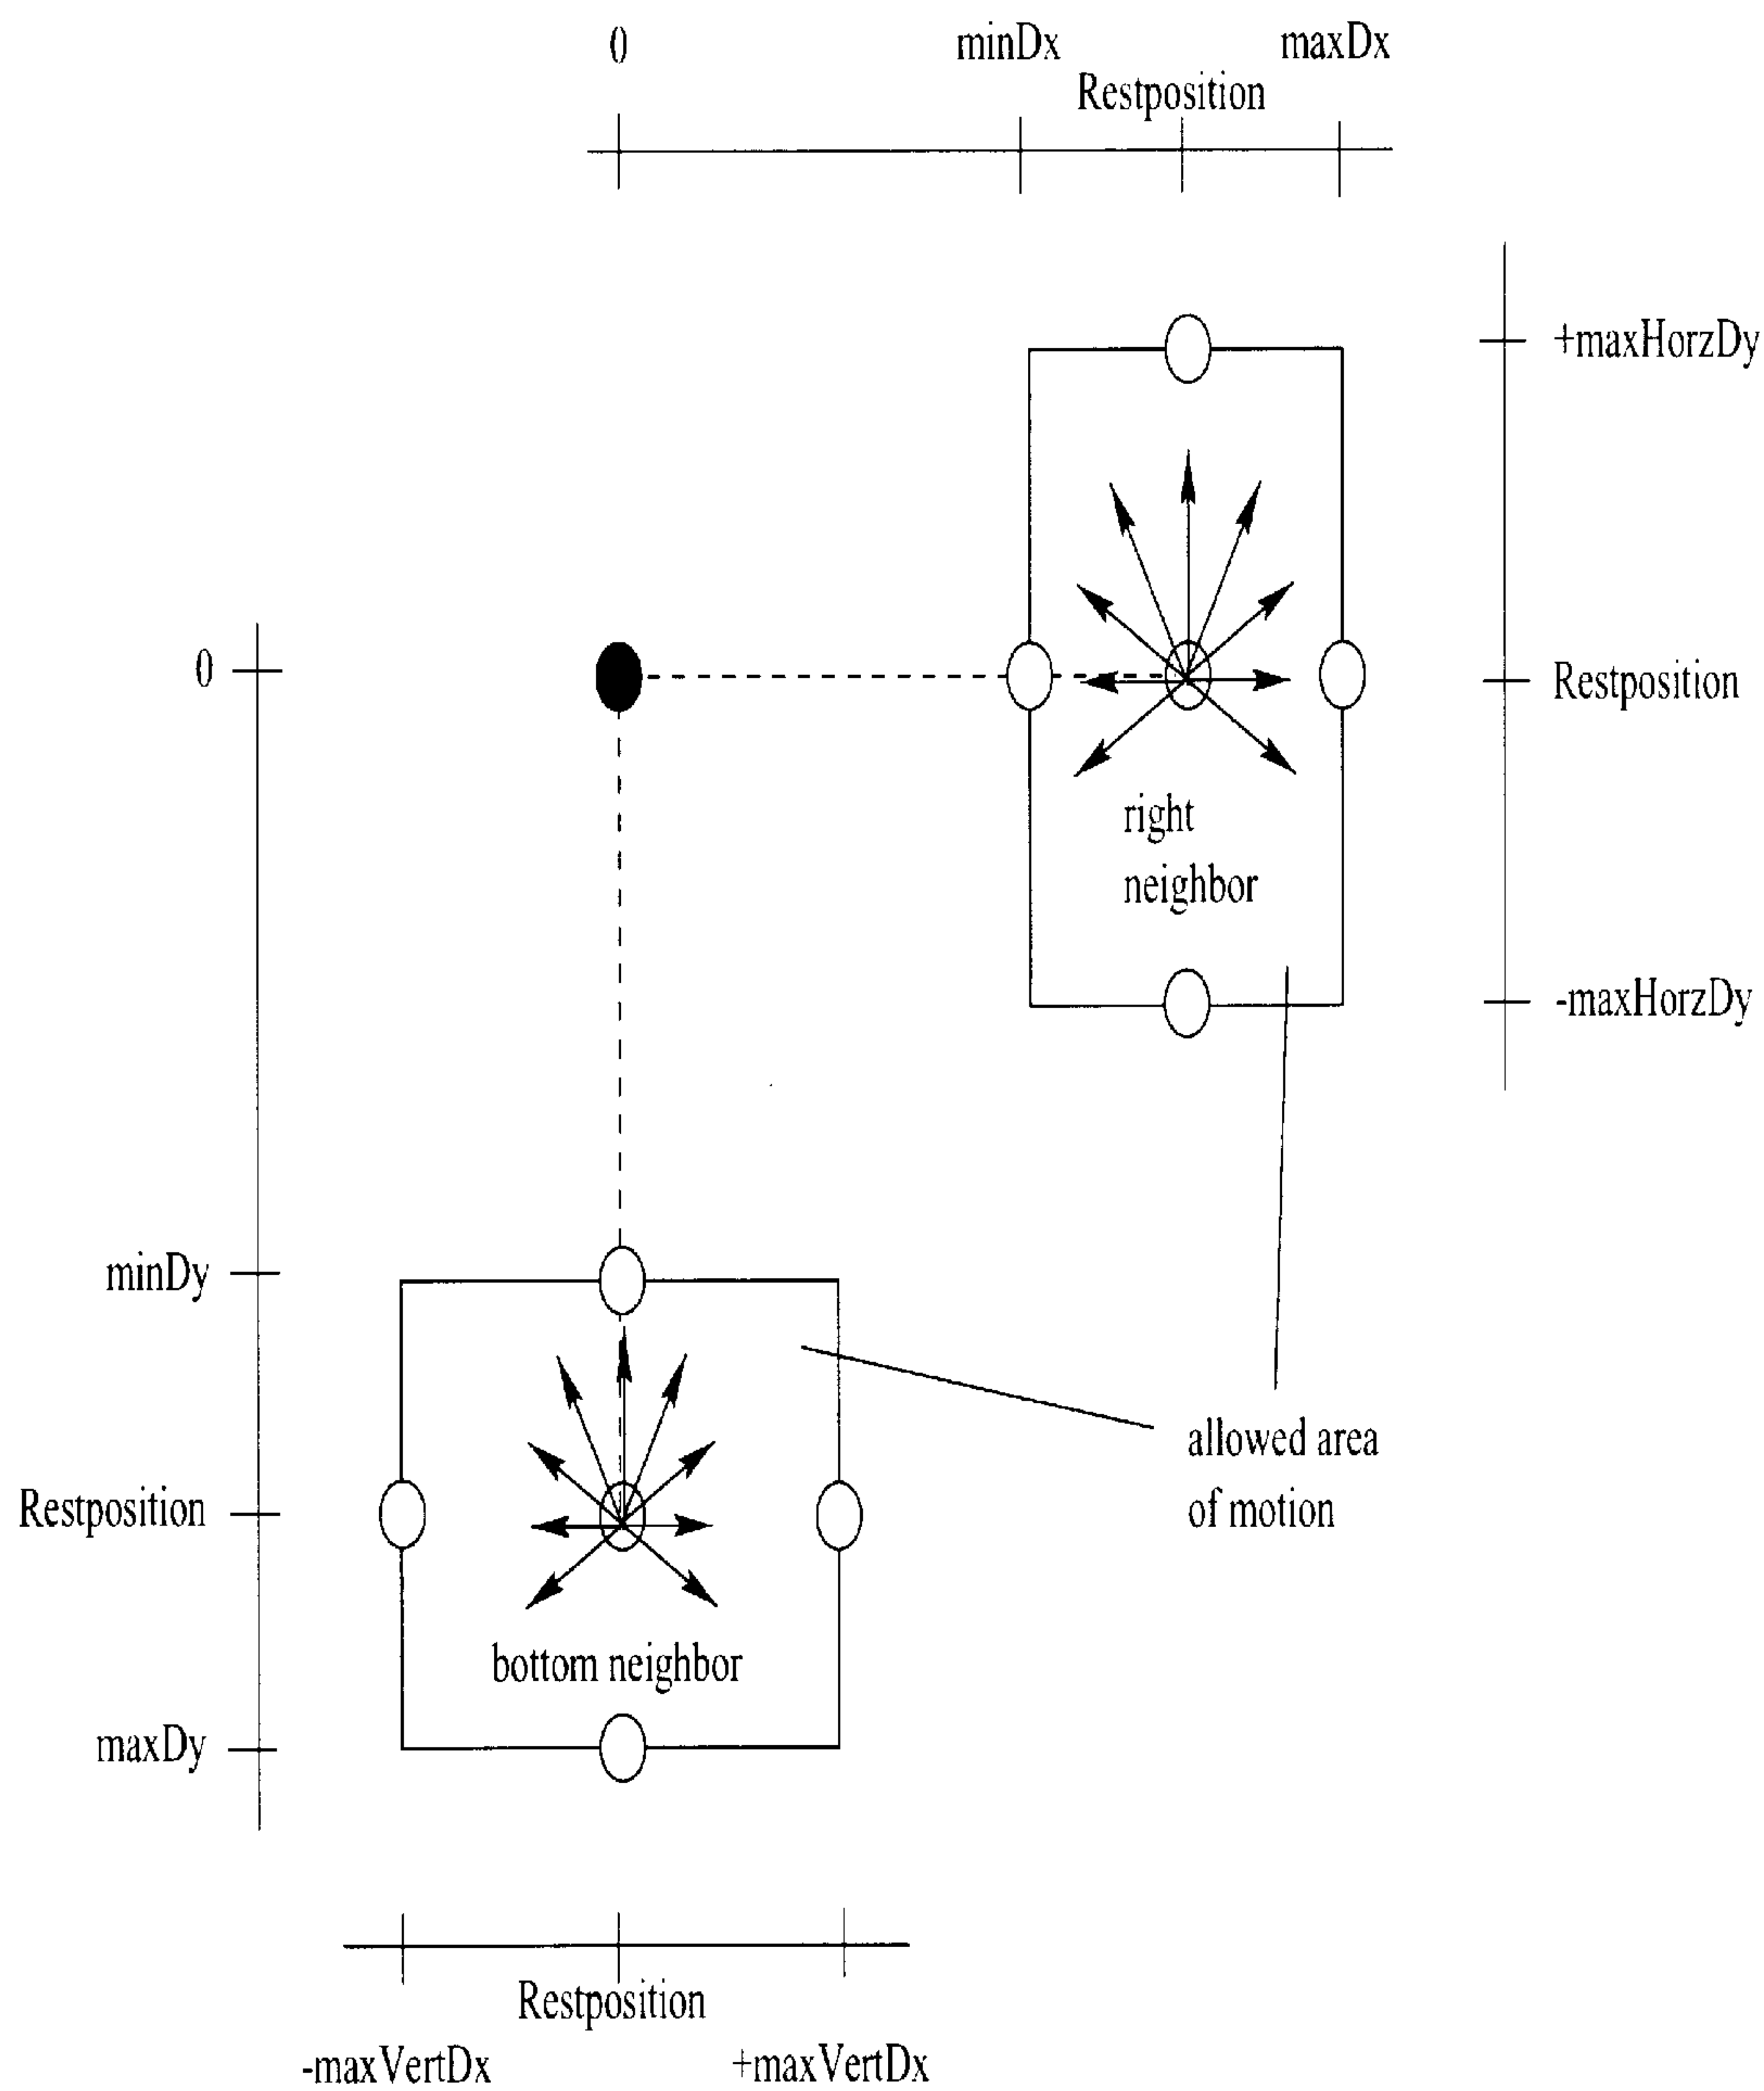 0 minDx maxDx
Restposition
+maxHorzDy
0
Restposition
right
neighbor
-maxHorzDy
minDy
allowed area
of motion
Restposition
bottom neighbor
maxDy
Restposition
-maxVertDx +maxVertDx